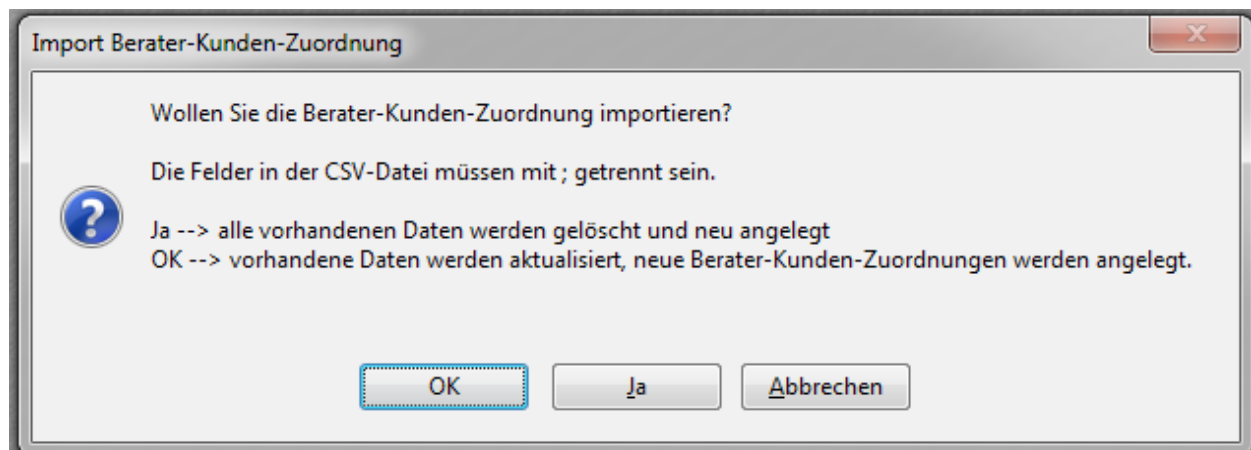 Import Berater-Kunden-Zuordnung
Wollen Sie die Berater-Kunden-Zuordnung importieren?
Die Felder in der CSV-Datei müssen mit ; getrennt sein.
Ja --> alle vorhandenen Daten werden gelöscht und neu angelegt
OK --> vorhandene Daten werden aktualisiert, neue Berater-Kunden-Zuordnungen werden angelegt.
OK
Ja
Abbrechen